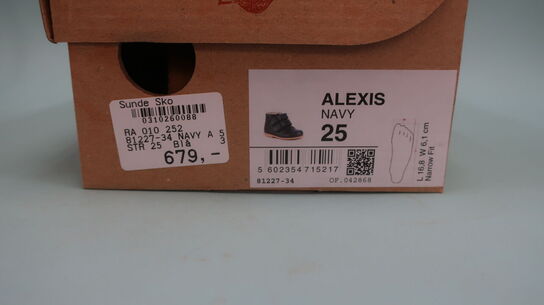 Sunde Sko
0310260088
RA 010 252
81227-34 NAVY A 5
STR 25 Blå 3
679,-
ALEXIS
NAVY
25
5 602354 715217
81227-34 OF.042868
L 16,8 W 6,1 cm
Narrow Fit